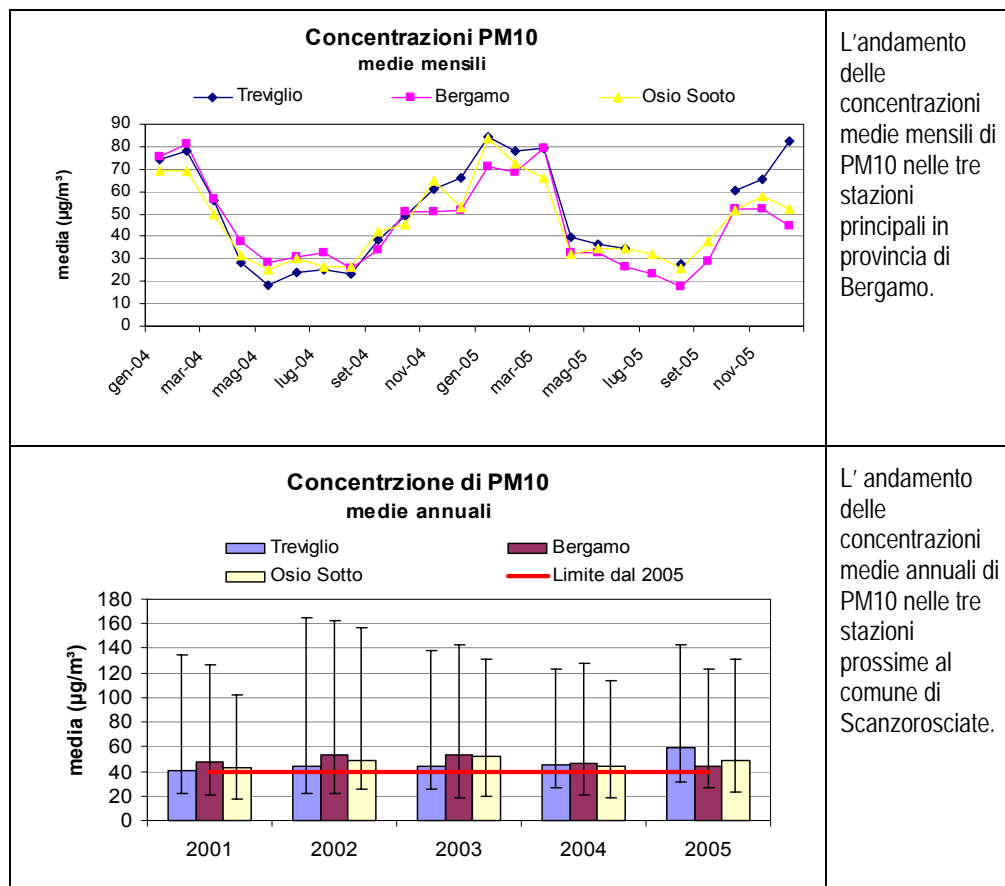 Concentrazioni PM10
medie mensili
Treviglio
Bergamo
Osio Sooto
media (µg/m³)
90
80
70
60
50
40
30
20
10
0
gen-04
mar-04
mag-04
lug-04
set-04
nov-04
gen-05
mar-05
mag-05
lug-05
set-05
nov-05
L'andamento
delle
concentrazioni
medie mensili di
PM10 nelle tre
stazioni
principali in
provincia di
Bergamo.
Concentrzione di PM10
medie annuali
Treviglio
Bergamo
Osio Sotto
Limite dal 2005
media (µg/m³)
180
160
140
120
100
80
60
40
20
0
2001
2002
2003
2004
2005
L' andamento
delle
concentrazioni
medie annuali di
PM10 nelle tre
stazioni
prossime al
comune di
Scanzorosciate.